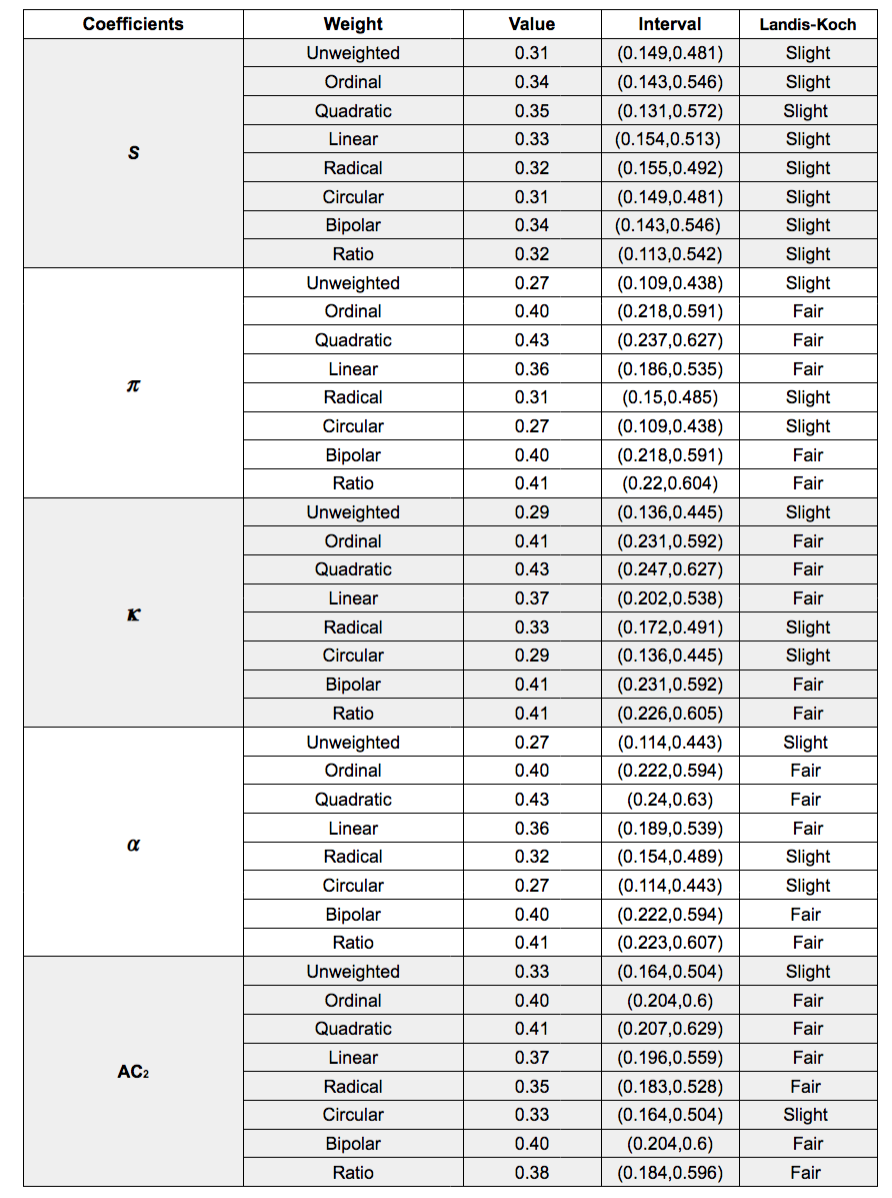 Coefficients Weight Value Interval Landis-Koch
Unweighted 0.31 (0.149,0.481) Slight
Ordinal 0.34 (0.143,0.546) Slight
Quadratic 0.35 (0.131,0.572) Slight
Linear 0.33 (0.154,0.513) Slight
S
Radical 0.32 (0.155,0.492) Slight
Circular 0.31 (0.149,0.481) Slight
Bipolar 0.34 (0.143,0.546) Slight
Ratio 0.32 (0.113,0.542) Slight
Unweighted 0.27 (0.109,0.438) Slight
Ordinal 0.40 (0.218,0.591) Fair
Quadratic 0.43 (0.237,0.627) Fair
Linear 0.36 (0.186,0.535) Fair
π
Radical 0.31 (0.15,0.485) Slight
Circular 0.27 (0.109,0.438) Slight
Bipolar 0.40 (0.218,0.591) Fair
Ratio 0.41 (0.22,0.604) Fair
Unweighted 0.29 (0.136,0.445) Slight
Ordinal 0.41 (0.231,0.592) Fair
Quadratic 0.43 (0.247,0.627) Fair
Linear 0.37 (0.202,0.538) Fair
κ
Radical 0.33 (0.172,0.491) Slight
Circular 0.29 (0.136,0.445) Slight
Bipolar 0.41 (0.231,0.592) Fair
Ratio 0.41 (0.226,0.605) Fair
Unweighted 0.27 (0.114,0.443) Slight
Ordinal 0.40 (0.222,0.594) Fair
Quadratic 0.43 (0.24,0.63) Fair
Linear 0.36 (0.189,0.539) Fair
α
Radical 0.32 (0.154,0.489) Slight
Circular 0.27 (0.114,0.443) Slight
Bipolar 0.40 (0.222,0.594) Fair
Ratio 0.41 (0.223,0.607) Fair
Unweighted 0.33 (0.164,0.504) Slight
Ordinal 0.40 (0.204,0.6) Fair
Quadratic 0.41 (0.207,0.629) Fair
Linear 0.37 (0.196,0.559) Fair
AC₂
Radical 0.35 (0.183,0.528) Fair
Circular 0.33 (0.164,0.504) Slight
Bipolar 0.40 (0.204,0.6) Fair
Ratio 0.38 (0.184,0.596) Fair